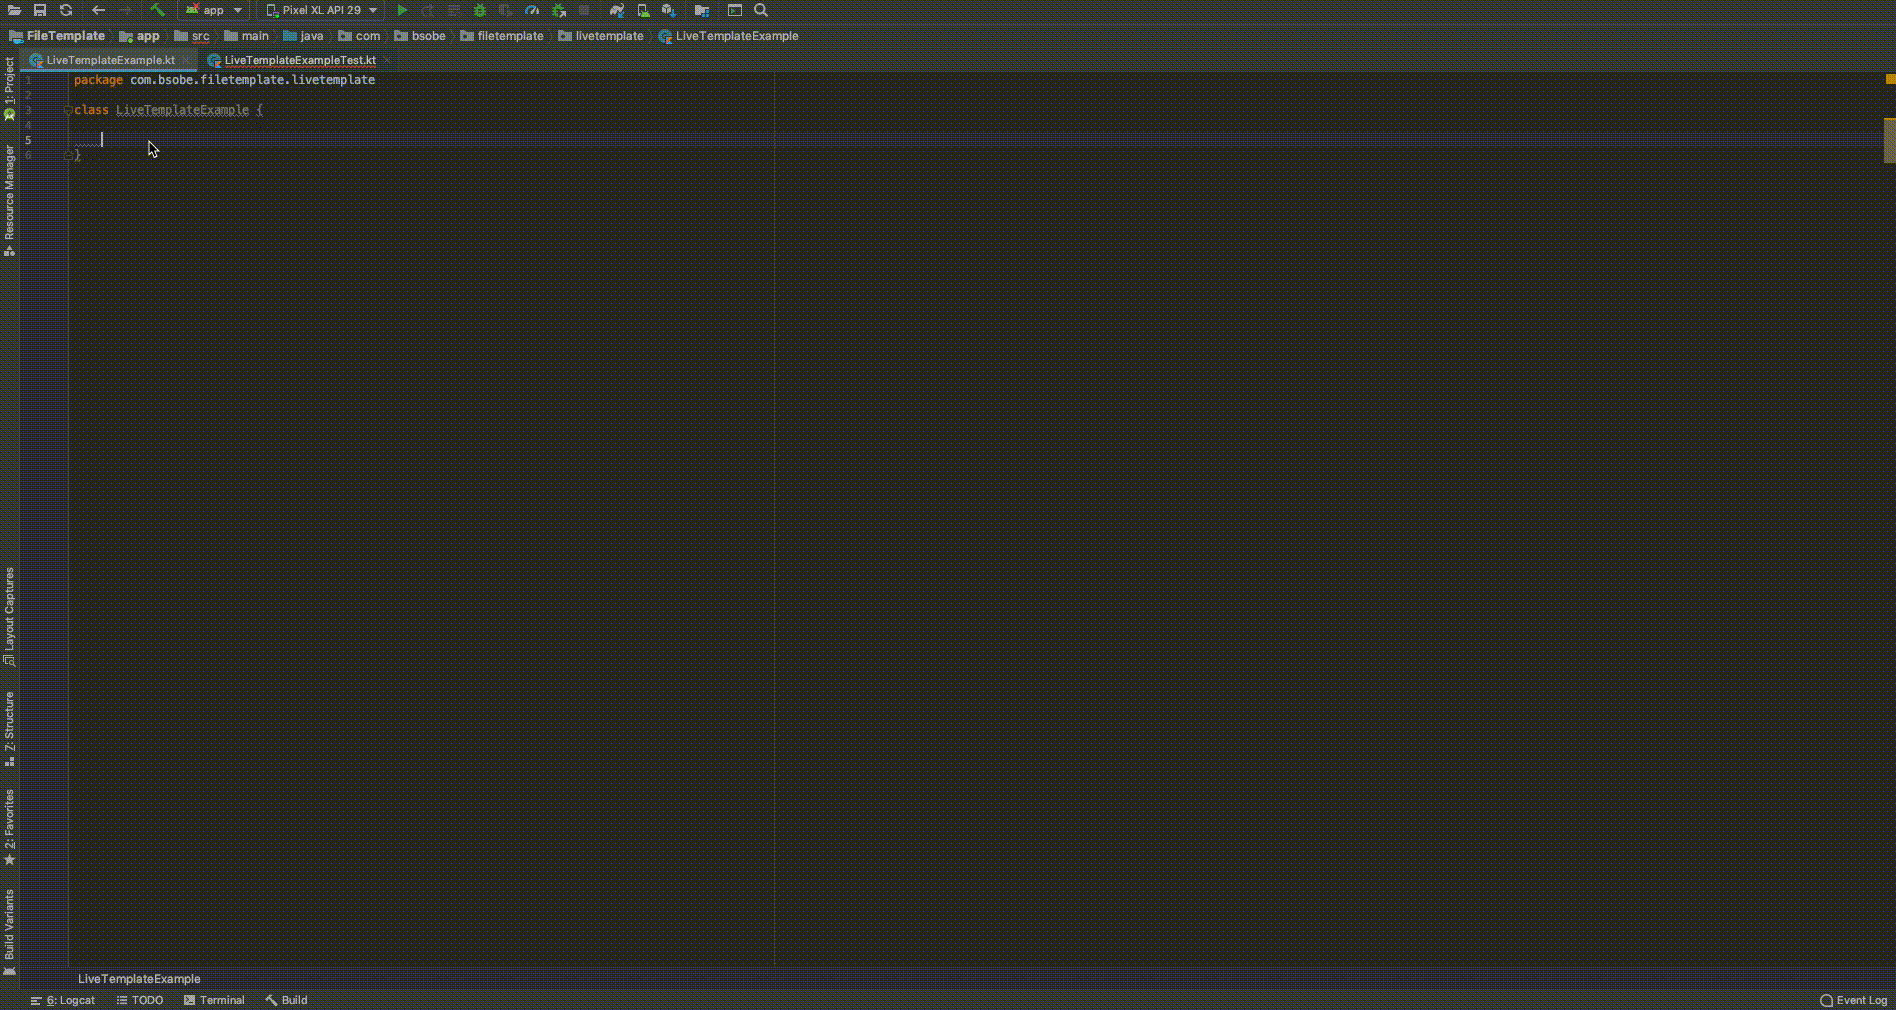 app Pixel XL API 29
FileTemplate app src main java com bsobe filetemplate livetemplate LiveTemplateExample
LiveTemplateExample.kt LiveTemplateExampleTest.kt
1 package com.bsobe.filetemplate.livetemplate
2
3 class LiveTemplateExample {
4
5
6 }
1: Project
Resource Manager
Layout Captures
7: Structure
2: Favorites
Build Variants
LiveTemplateExample
6: Logcat TODO Terminal Build Event Log